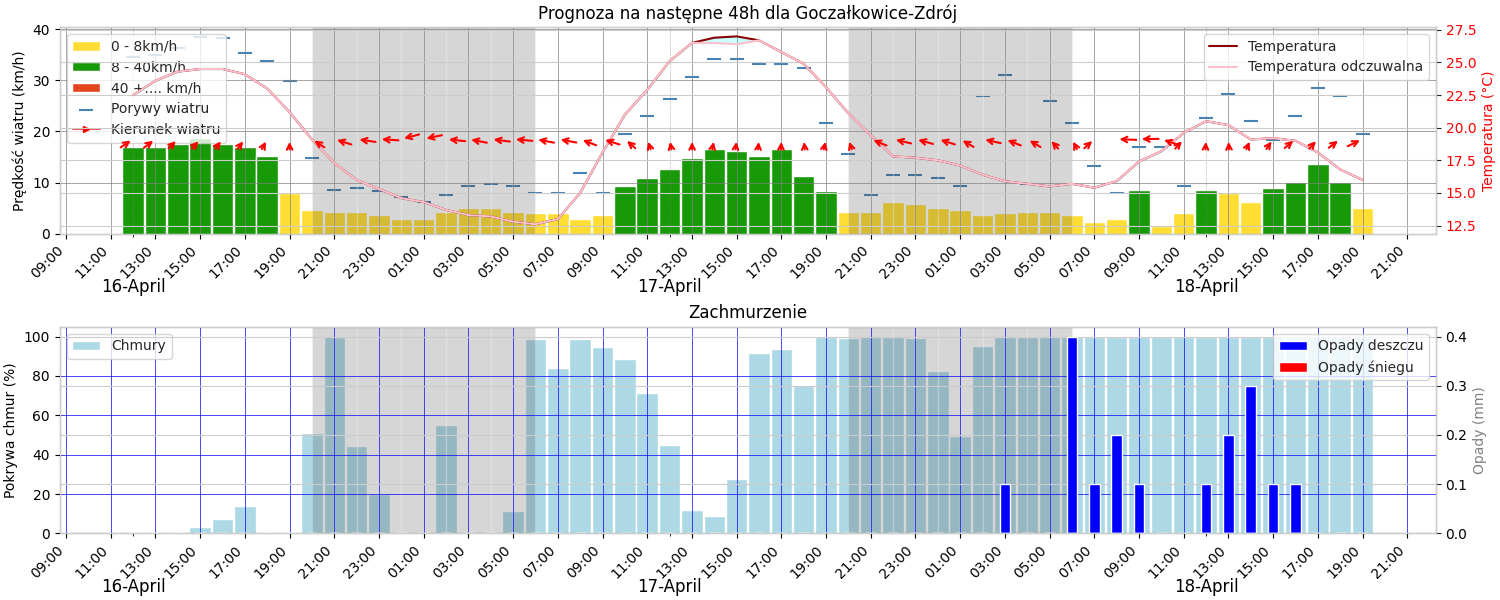 Prognoza na następne 48h dla Goczałkowice-Zdrój
Prędkość wiatru (km/h)
40
30
20
10
0
0 - 8km/h
8 - 40km/h
40 +.... km/h
Porywy wiatru
Kierunek wiatru
Temperatura
Temperatura odczuwalna
27.5
25.0
22.5
20.0
17.5
15.0
12.5
Temperatura (°C)
09:00 11:00 13:00 15:00 17:00 19:00 21:00 23:00 01:00 03:00 05:00 07:00 09:00 11:00 13:00 15:00 17:00 19:00 21:00 23:00 01:00 03:00 05:00 07:00 09:00 11:00 13:00 15:00 17:00 19:00 21:00
16-April 17-April 18-April
Zachmurzenie
Pokrywa chmur (%)
100
80
60
40
20
0
Chmury
Opady deszczu
Opady śniegu
0.4
0.3
0.2
0.1
0.0
Opady (mm)
09:00 11:00 13:00 15:00 17:00 19:00 21:00 23:00 01:00 03:00 05:00 07:00 09:00 11:00 13:00 15:00 17:00 19:00 21:00 23:00 01:00 03:00 05:00 07:00 09:00 11:00 13:00 15:00 17:00 19:00 21:00
16-April 17-April 18-April